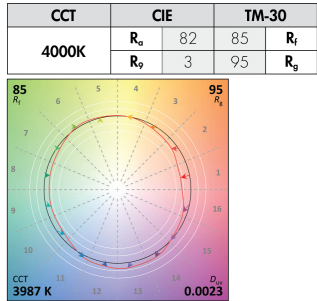 CCT CIE TM-30
4000K Ra 82 85 Rf
R9 3 95 Rg
85 95
Rf Rg
5 4
6 3
7 2
8 1
9 16
10 15
11 14
12 13
CCT Duv
3987 K 0.0023